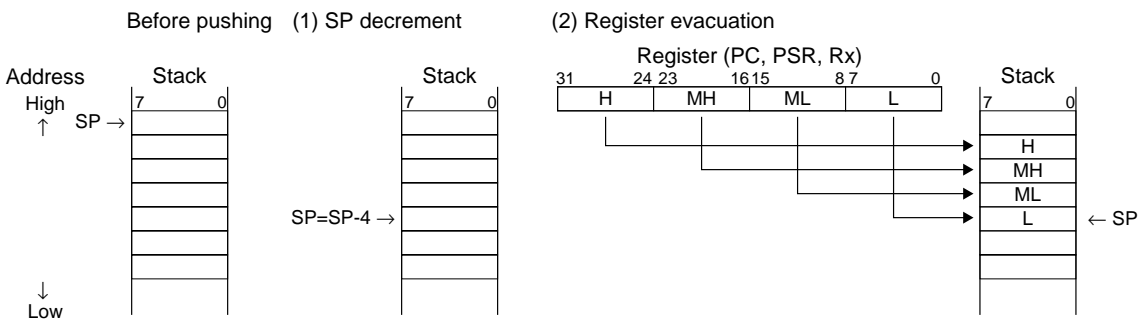 Before pushing (1) SP decrement (2) Register evacuation
Register (PC, PSR, Rx)
Address Stack Stack Stack
31 24 23 16 15 8 7 0
High 7 0 7 0 H MH ML L 7 0
↑ SP →
H
MH
ML
SP=SP-4 → L ← SP
↓
Low